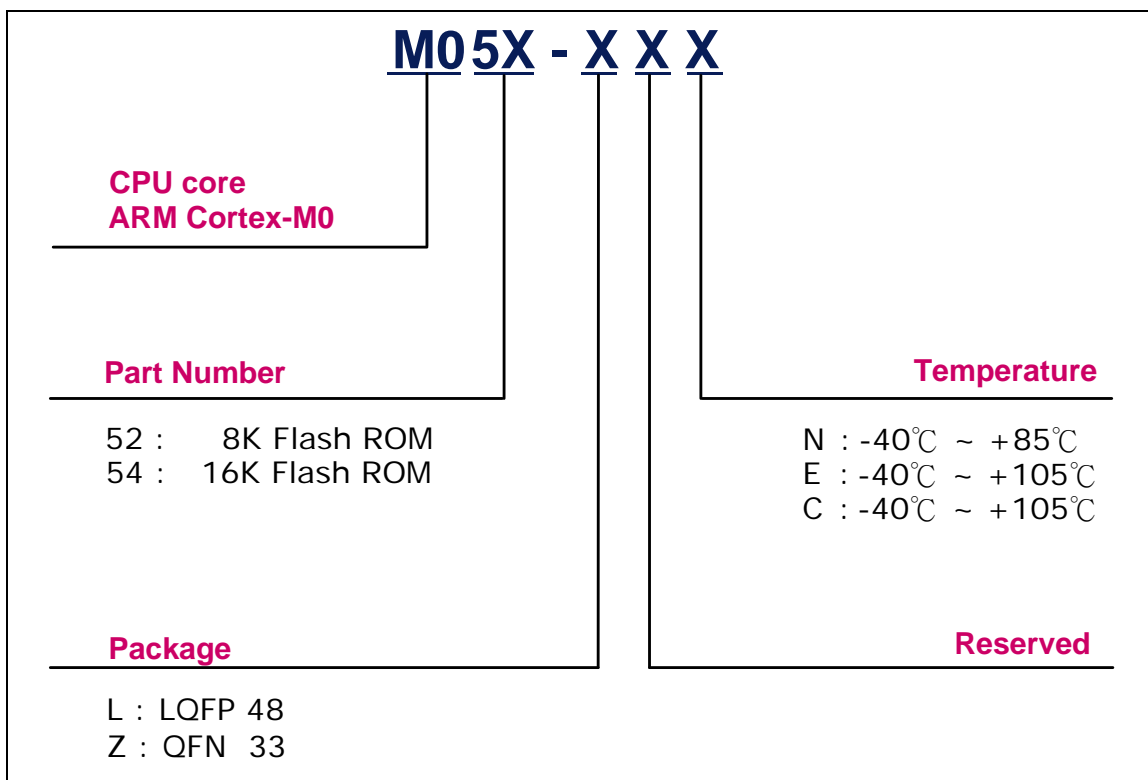 M05X - X X X
CPU core
ARM Cortex-M0
Part Number
52 : 8K Flash ROM
54 : 16K Flash ROM
Temperature
N : -40℃ ~ +85℃
E : -40℃ ~ +105℃
C : -40℃ ~ +105℃
Package
L : LQFP 48
Z : QFN 33
Reserved